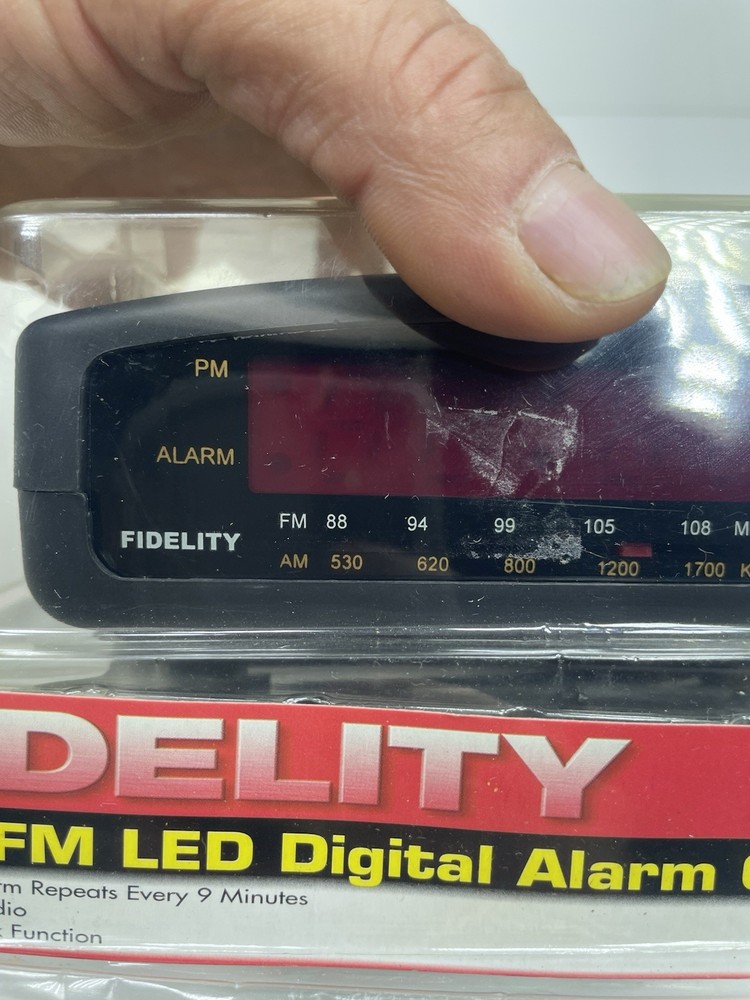 PM
ALARM
FIDELITY
FM 88 94 99 105 108 M
AM 530 620 800 1200 1700 K
DELITY
FM LED Digital Alarm
rm Repeats Every 9 Minutes
dio
Function